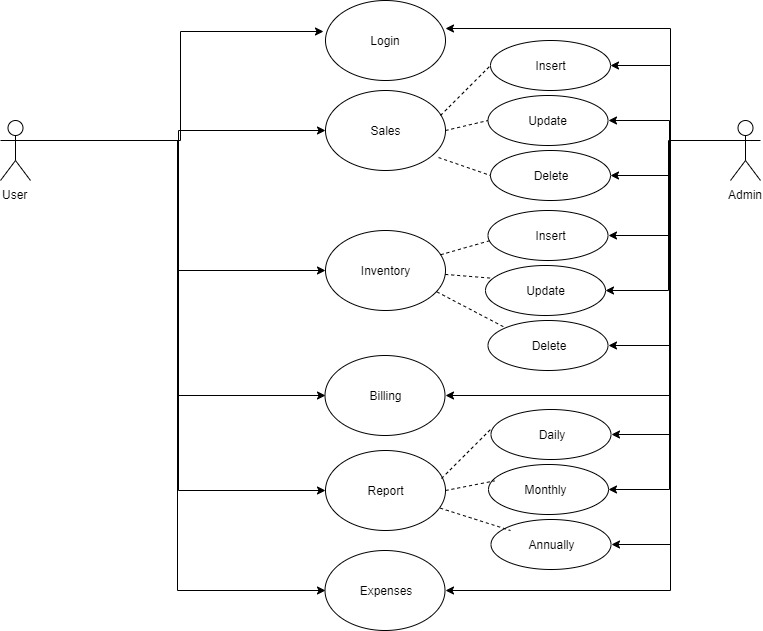 Login
Insert
Sales
Update
Delete
User
Admin
Insert
Inventory
Update
Delete
Billing
Daily
Report
Monthly
Annually
Expenses